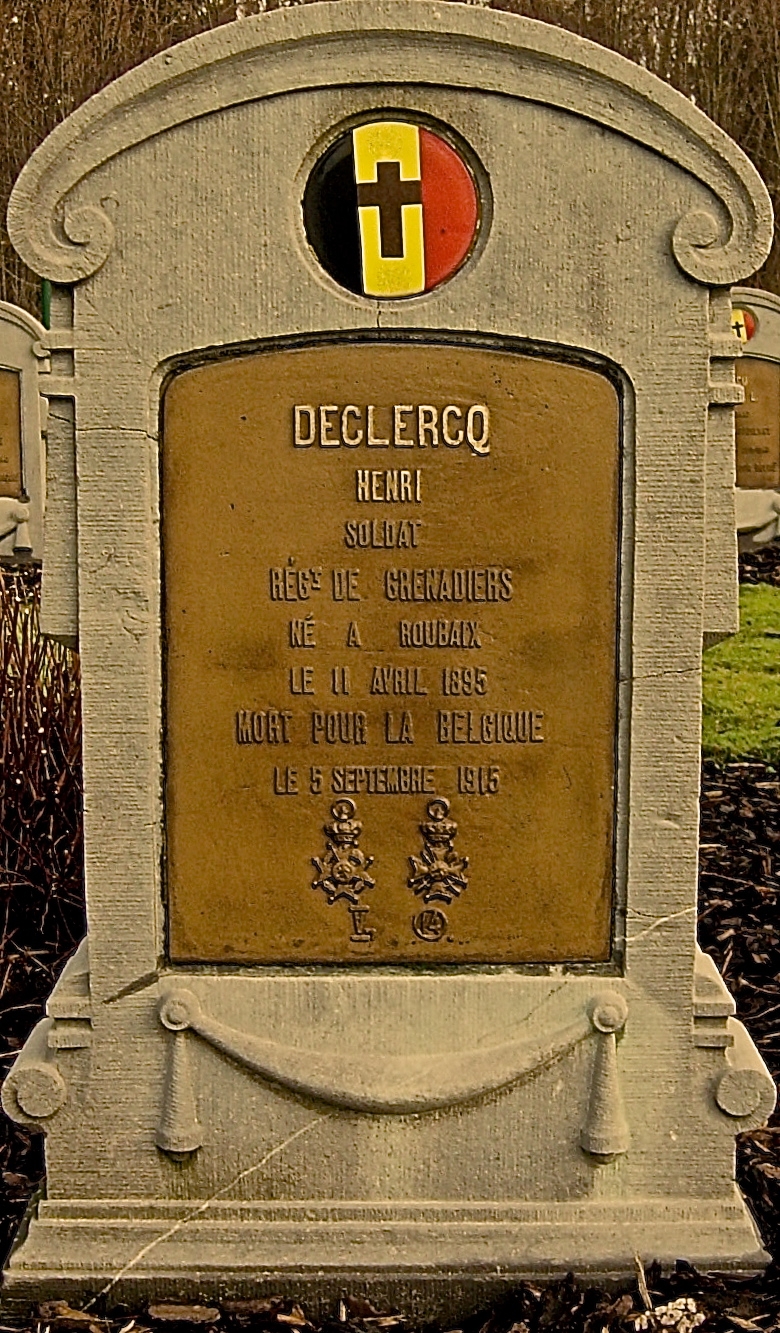 DECLERCQ
HENRI
SOLDAT
RÉGT DE GRENADIERS
NÉ A ROUBAIX
LE 11 AVRIL 1895
MORT POUR LA BELGIQUE
LE 5 SEPTEMBRE 1915